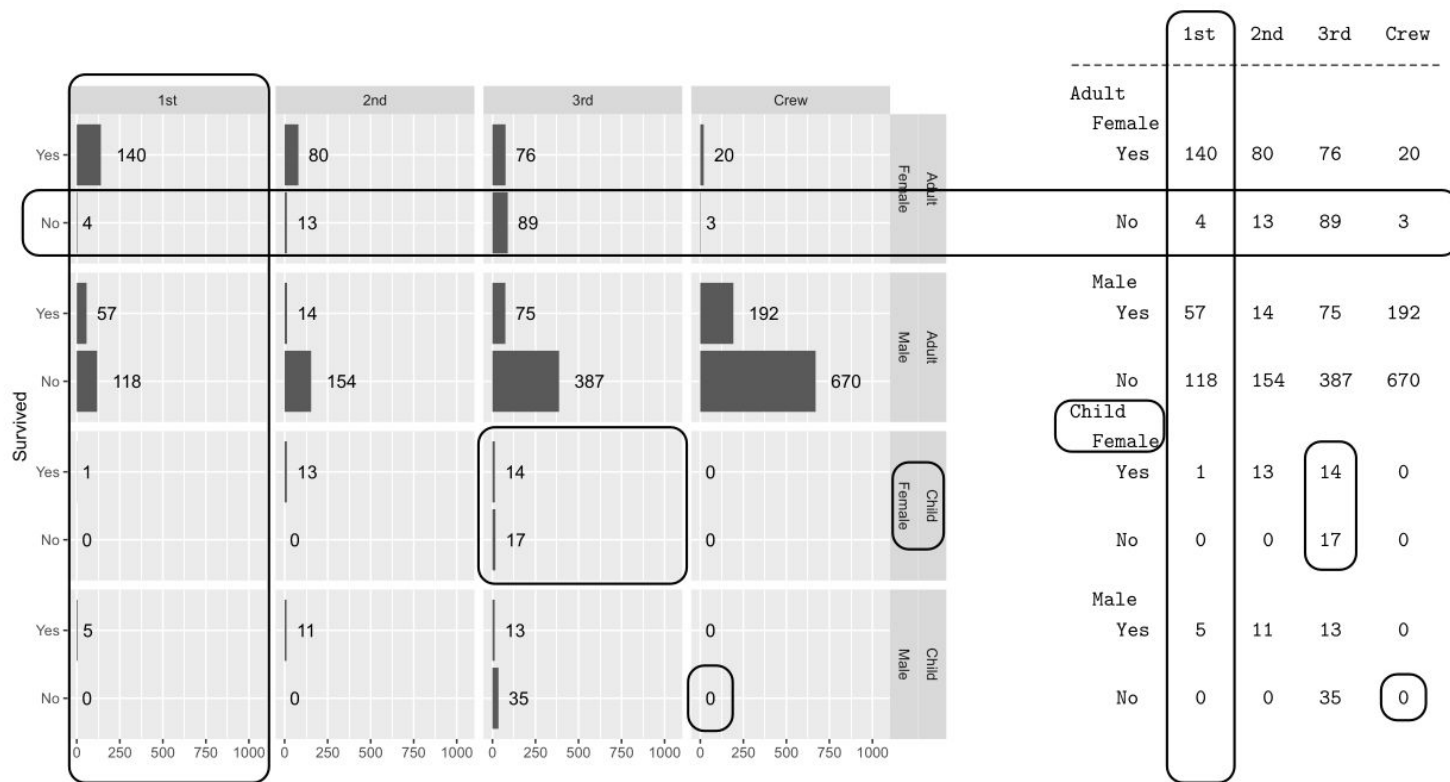 1st 2nd 3rd Crew
Yes 140 80 76 20
No 4 13 89 3
Female Adult
Yes 57 14 75 192
No 118 154 387 670
Male Adult
Survived
Yes 1 13 14 0
No 0 0 17 0
Female Child
Yes 5 11 13 0
No 0 0 35 0
Male Child
0 250 500 750 1000 0 250 500 750 1000 0 250 500 750 1000 0 250 500 750 1000
1st 2nd 3rd Crew
--------------------------------------------
Adult
Female
Yes 140 80 76 20
No 4 13 89 3
Male
Yes 57 14 75 192
No 118 154 387 670
Child
Female
Yes 1 13 14 0
No 0 0 17 0
Male
Yes 5 11 13 0
No 0 0 35 0